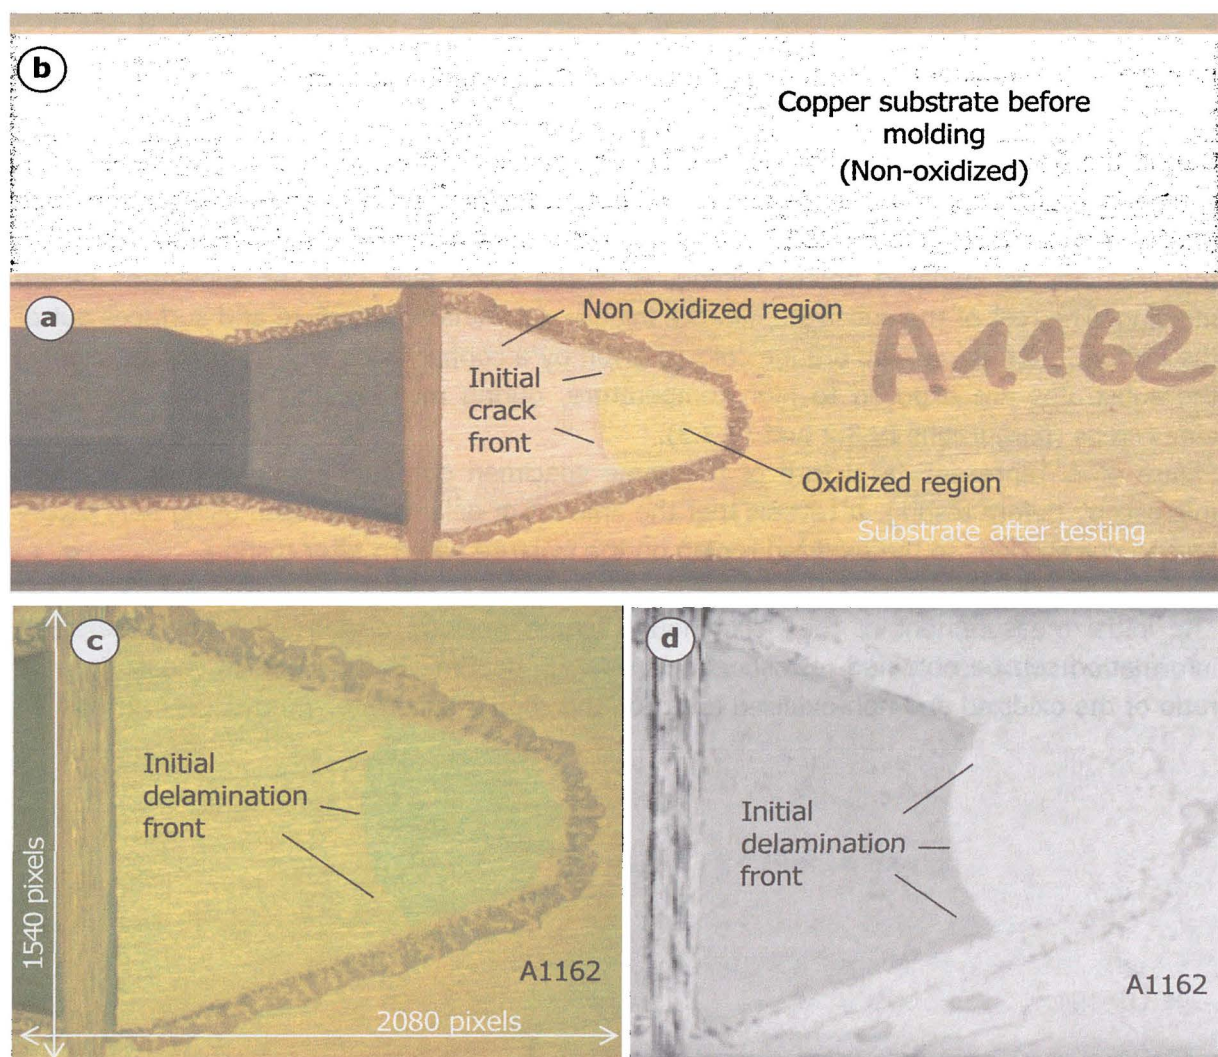 b
Copper substrate before
molding
(Non-oxidized)
a
Non Oxidized region
A1162
Initial
crack
front
Oxidized region
Substrate after testing
c
Initial
delamination
front
1540 pixels
A1162
2080 pixels
d
Initial
delamination
front
A1162